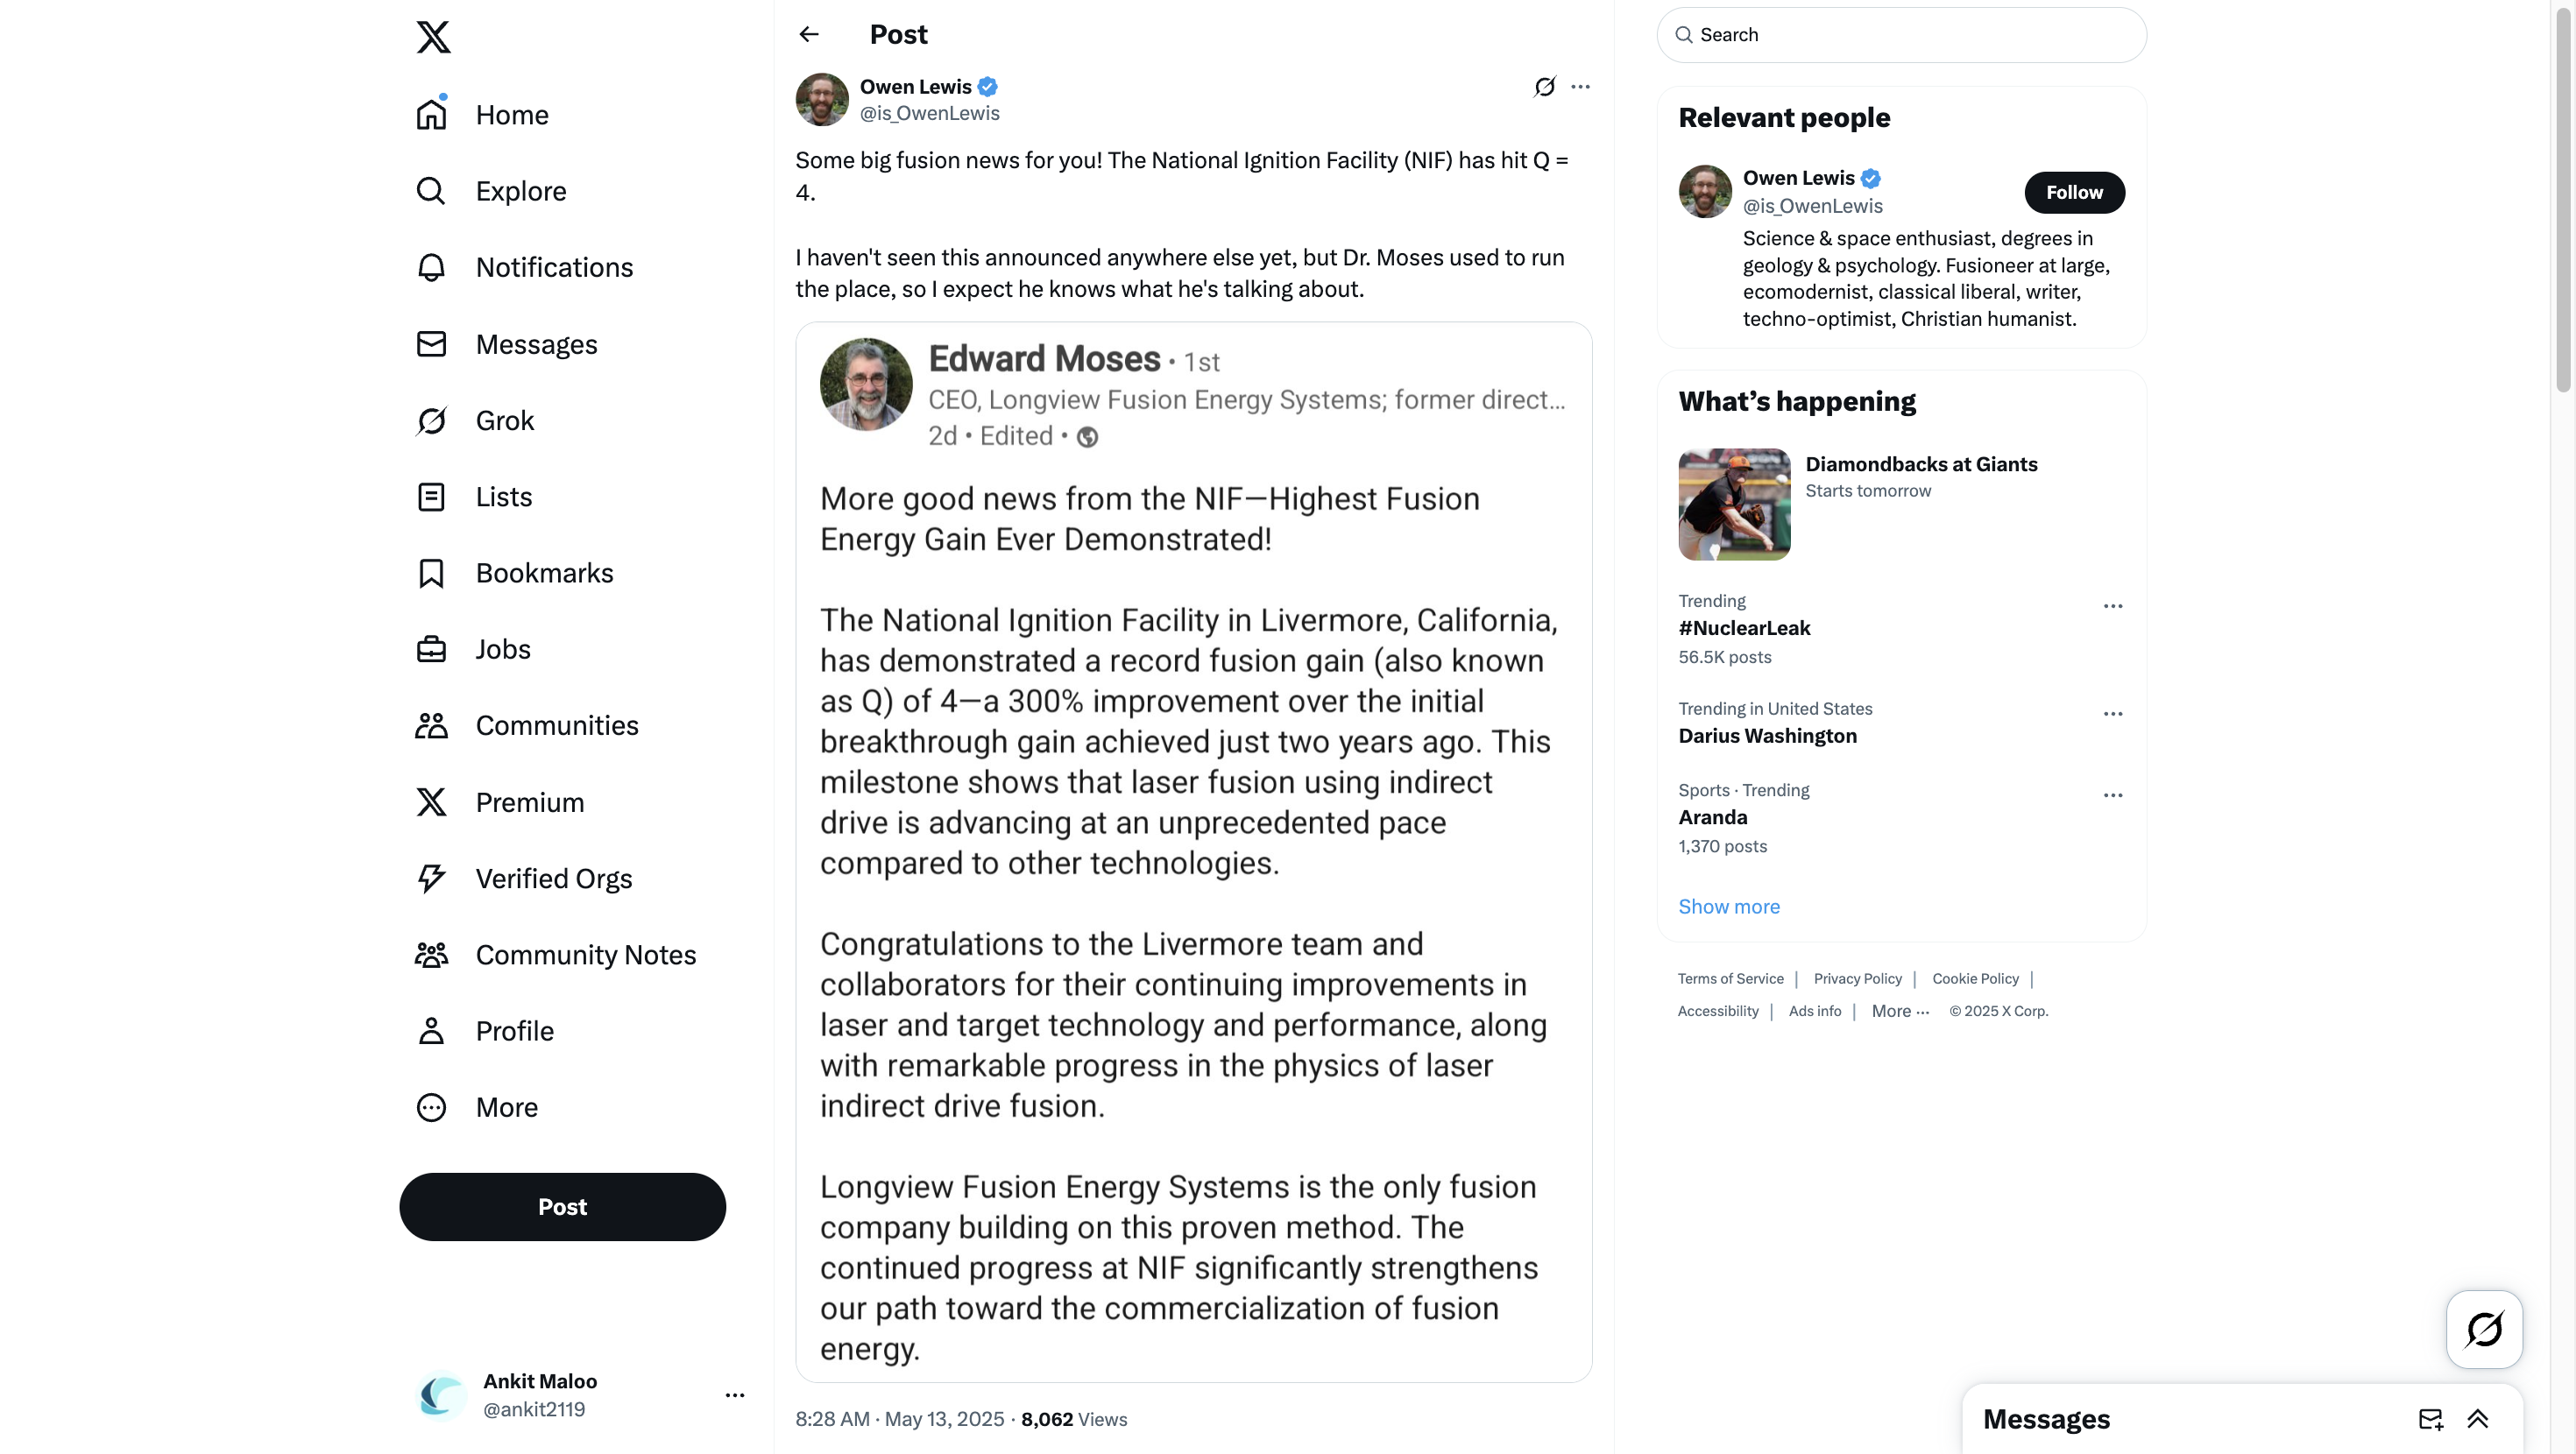 Home
Explore
Notifications
Messages
Grok
Lists
Bookmarks
Jobs
Communities
Premium
Verified Orgs
Community Notes
Profile
More
Post
Ankit Maloo
@ankit2119
Post
Owen Lewis
@is_OwenLewis
Some big fusion news for you! The National Ignition Facility (NIF) has hit Q =
4.
I haven't seen this announced anywhere else yet, but Dr. Moses used to run
the place, so I expect he knows what he's talking about.
Edward Moses • 1st
CEO, Longview Fusion Energy Systems; former direct...
2d • Edited •
More good news from the NIF—Highest Fusion
Energy Gain Ever Demonstrated!
The National Ignition Facility in Livermore, California,
has demonstrated a record fusion gain (also known
as Q) of 4—a 300% improvement over the initial
breakthrough gain achieved just two years ago. This
milestone shows that laser fusion using indirect
drive is advancing at an unprecedented pace
compared to other technologies.
Congratulations to the Livermore team and
collaborators for their continuing improvements in
laser and target technology and performance, along
with remarkable progress in the physics of laser
indirect drive fusion.
Longview Fusion Energy Systems is the only fusion
company building on this proven method. The
continued progress at NIF significantly strengthens
our path toward the commercialization of fusion
energy.
8:28 AM · May 13, 2025 · 8,062 Views
Search
Relevant people
Owen Lewis
@is_OwenLewis
Follow
Science & space enthusiast, degrees in
geology & psychology. Fusioneer at large,
ecomodernist, classical liberal, writer,
techno-optimist, Christian humanist.
What's happening
Diamondbacks at Giants
Starts tomorrow
Trending
#NuclearLeak
56.5K posts
Trending in United States
Darius Washington
Sports · Trending
Aranda
1,370 posts
Show more
Terms of Service | Privacy Policy | Cookie Policy |
Accessibility | Ads info | More ··· © 2025 X Corp.
Messages